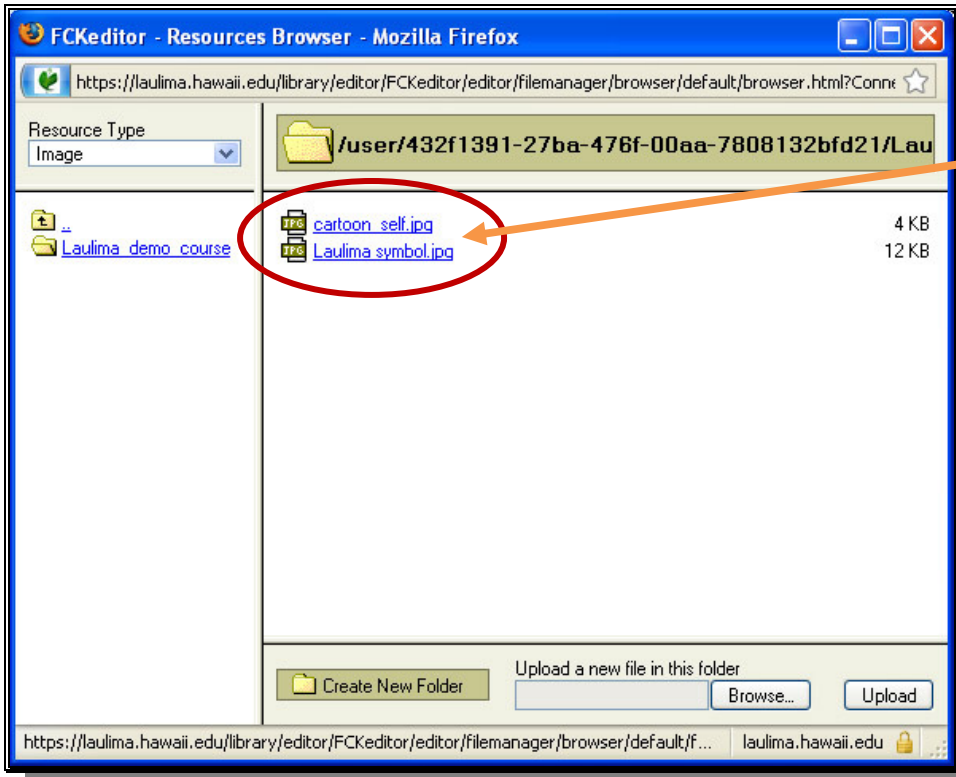 FCKeditor - Resources Browser - Mozilla Firefox
https://laulima.hawaii.edu/library/editor/FCKeditor/editor/filemanager/browser/default/browser.html?Conne
Resource Type
Image
/user/432f1391-27ba-476f-00aa-7808132bfd21/Lau
..
Laulima_demo_course
JPG cartoon_self.jpg 4 KB
JPG Laulima symbol.jpg 12 KB
Create New Folder
Upload a new file in this folder
Browse...
Upload
https://laulima.hawaii.edu/library/editor/FCKeditor/editor/filemanager/browser/default/f... laulima.hawaii.edu